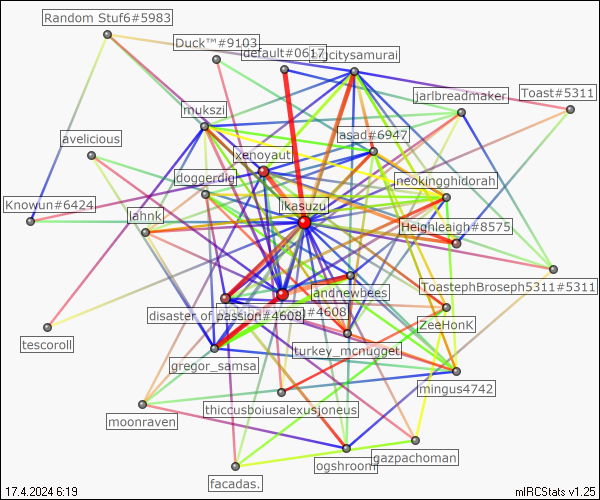 Random Stuf6#5983
Duck™#9103
default#0617
citysamurai
jarlbreadmaker
Toast#5311
mukszi
avelicious
asad#6947
xenoyaut
doggerdig
neokingghidorah
Knowun#6424
Jahnk
ikasuzu
Heighleaigh#8575
ToastephBroseph5311#5311
andnewbees
disaster of passion#4608
#4608
ZeeHonK
tescoroll
turkey_mcnugget
gregor_samsa
mingus4742
moonraven
thiccusboiusalexusjoneus
ogshroom
gazpachoman
facadas.
17.4.2024 6:19
mIRCStats v1.25